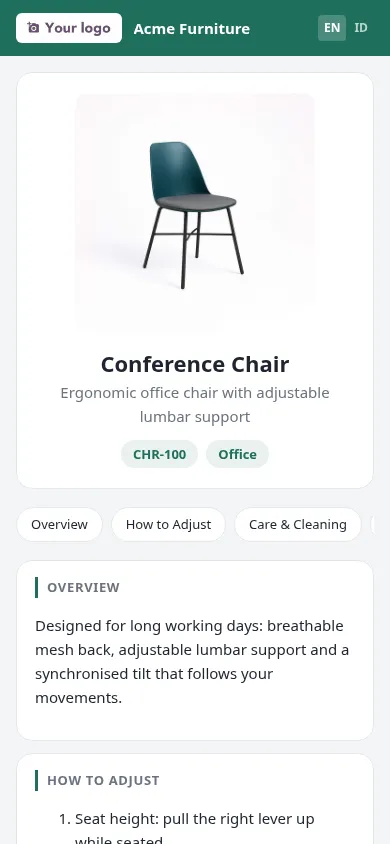 Your logo
Acme Furniture
EN
ID
Conference Chair
Ergonomic office chair with adjustable
lumbar support
CHR-100
Office
Overview
How to Adjust
Care & Cleaning
OVERVIEW
Designed for long working days: breathable
mesh back, adjustable lumbar support and a
synchronised tilt that follows your
movements.
HOW TO ADJUST
1. Seat height: pull the right lever up
while seated